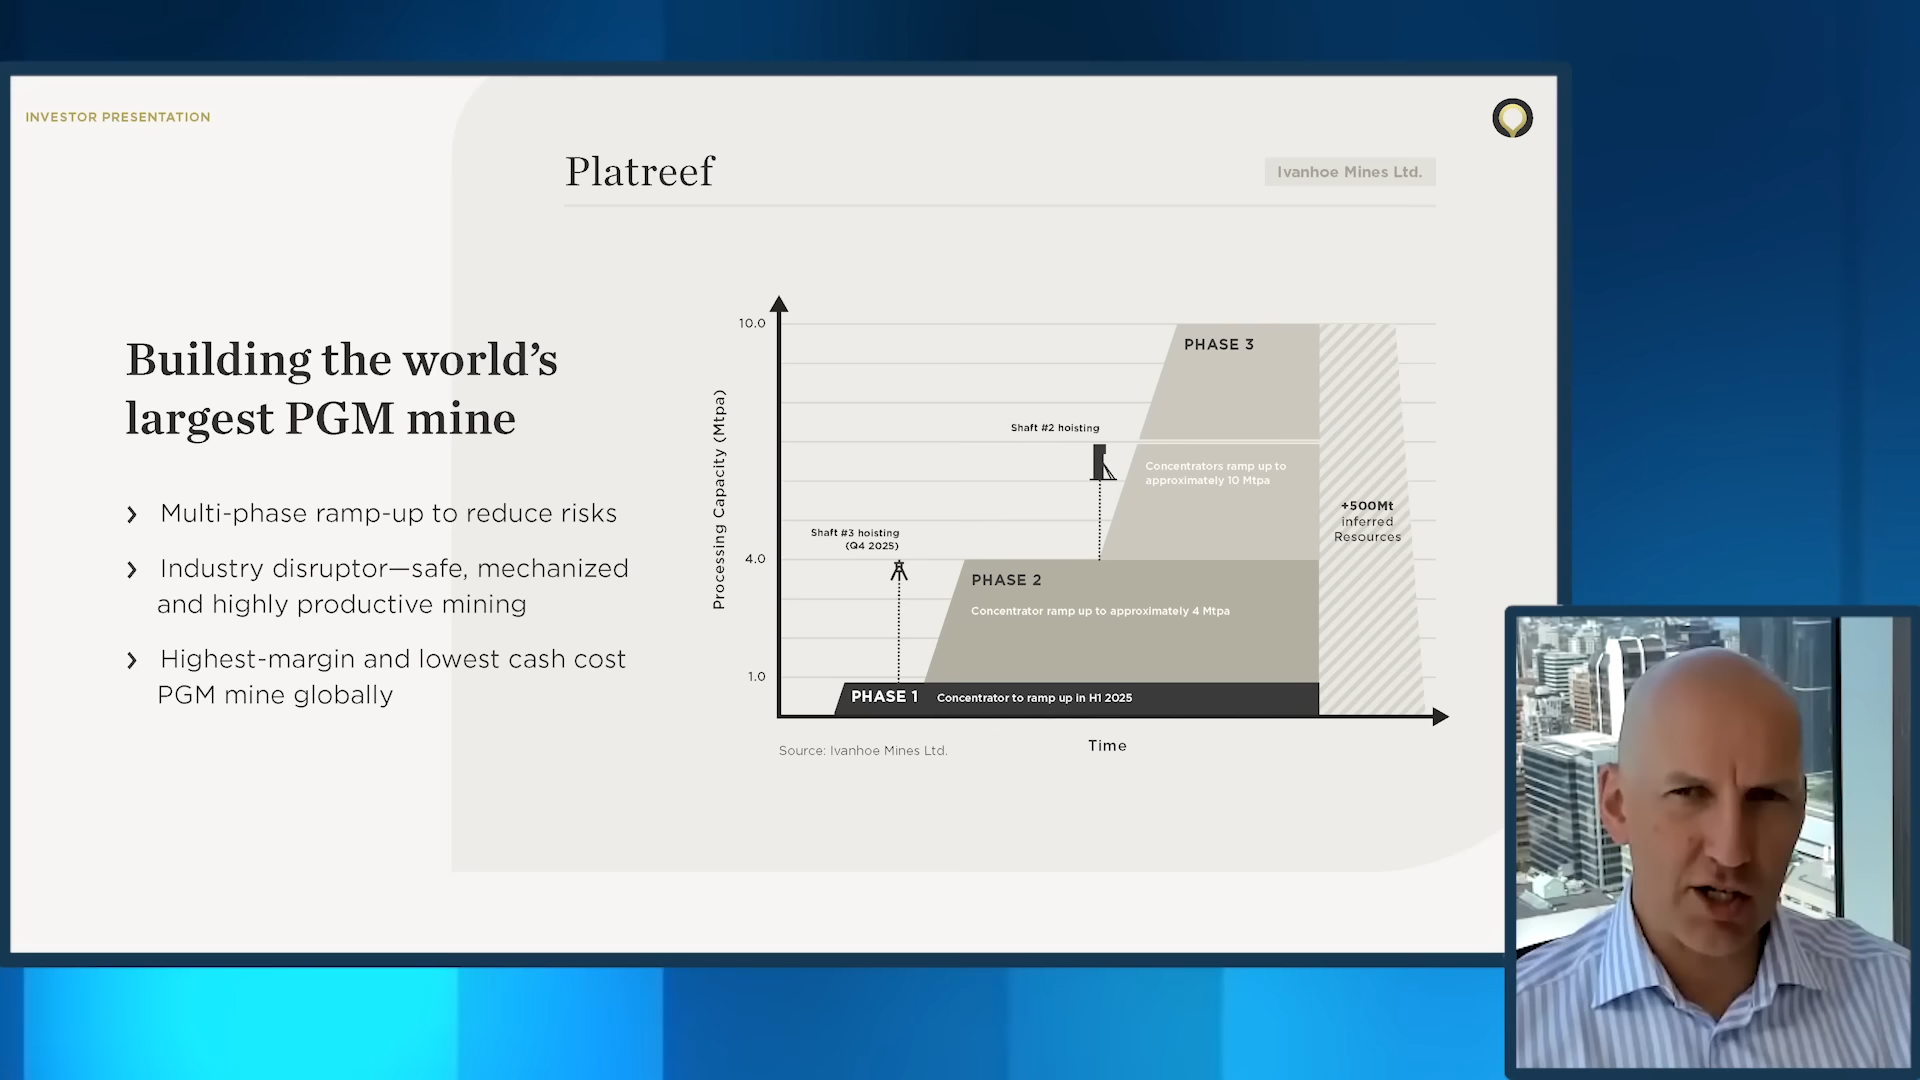 INVESTOR PRESENTATION
Platreef
Ivanhoe Mines Ltd.
Building the world’s
largest PGM mine
› Multi-phase ramp-up to reduce risks
› Industry disruptor—safe, mechanized
and highly productive mining
› Highest-margin and lowest cash cost
PGM mine globally
Processing Capacity (Mtpa)
10.0
4.0
1.0
PHASE 3
Shaft #2 hoisting
Concentrators ramp up to
approximately 10 Mtpa
+500Mt
inferred
Resources
Shaft #3 hoisting
(Q4 2025)
PHASE 2
Concentrator ramp up to approximately 4 Mtpa
PHASE 1 Concentrator to ramp up in H1 2025
Time
Source: Ivanhoe Mines Ltd.